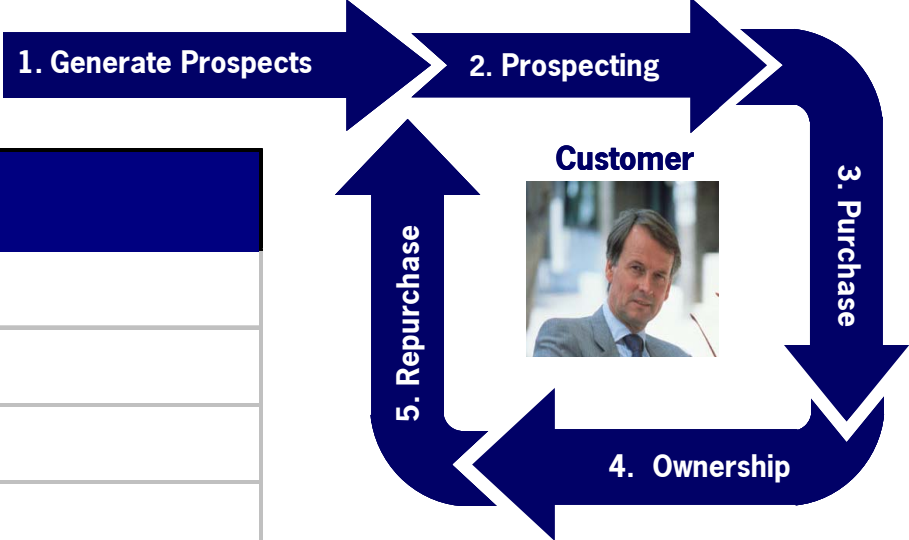 1. Generate Prospects
2. Prospecting
Customer
3. Purchase
4. Ownership
5. Repurchase